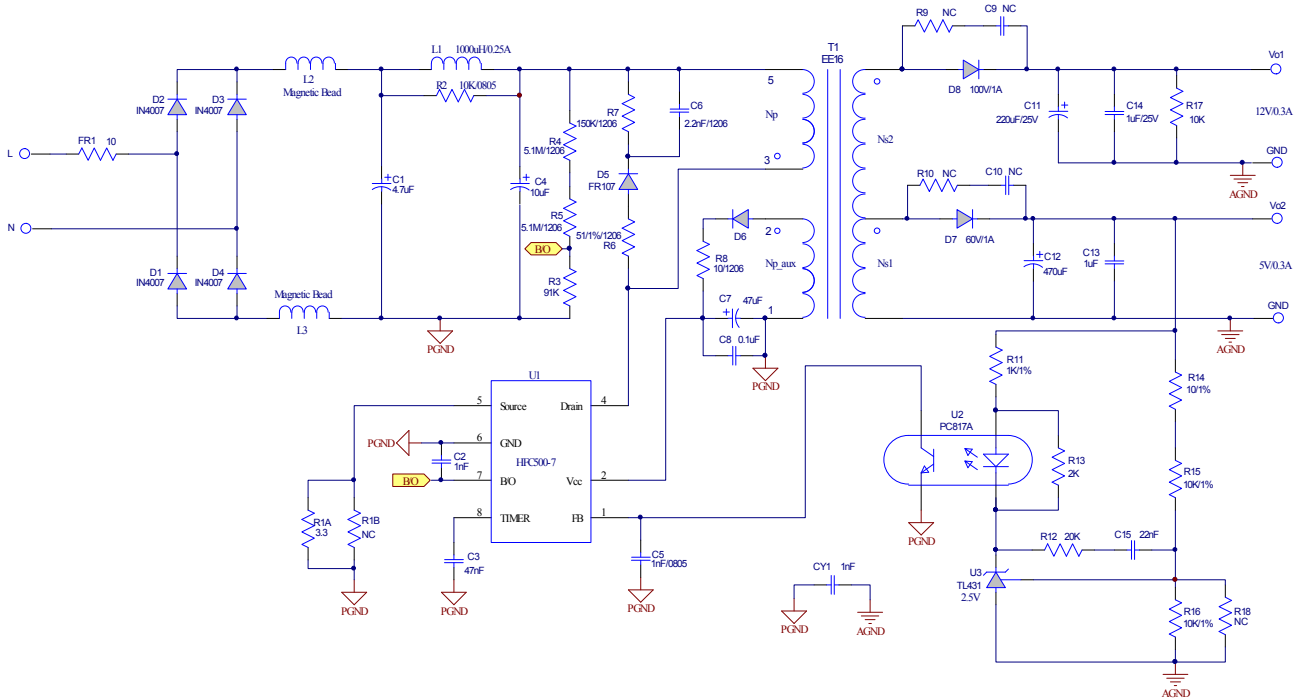 R9 NC
C9 NC
T1
EE16
Vo1
L1 1000uH/0.25A
L2
Magnetic Bead
R2 10K/0805
D8 100V/1A
D2
IN4007
D3
IN4007
5
Np
3
R7
150K/1206
C6
2.2nF/1206
Ns2
C11
220uF/25V
C14
1uF/25V
R17
10K
12V/0.3A
FR1 10
L
R4
5.1M/1206
GND
AGND
C1
4.7uF
C4
10uF
D5
FR107
R10 NC
C10 NC
Vo2
N
R5
5.1M/1206
51/1%/1206
R6
D6
2
D7 60V/1A
B/O
R8
10/1206
Np_aux
Ns1
C12
470uF
C13
1uF
5V/0.3A
D1
IN4007
D4
IN4007
R3
91K
Magnetic Bead
L3
C7 47uF
1
C8 0.1uF
GND
PGND
AGND
PGND
R11
1K/1%
R14
10/1%
U1
5 Source Drain 4
U2
PC817A
PGND
6 GND
HFC500-7
C2
1nF
B/O
7 B/O Vcc 2
R13
2K
R15
10K/1%
8 TIMER FB 1
R1A
3.3
R1B
NC
PGND
R12 20K
C15 22nF
C3
47nF
C5
1nF/0805
CY1 1nF
U3
TL431
2.5V
R16
10K/1%
R18
NC
PGND
PGND
PGND
PGND
AGND
AGND